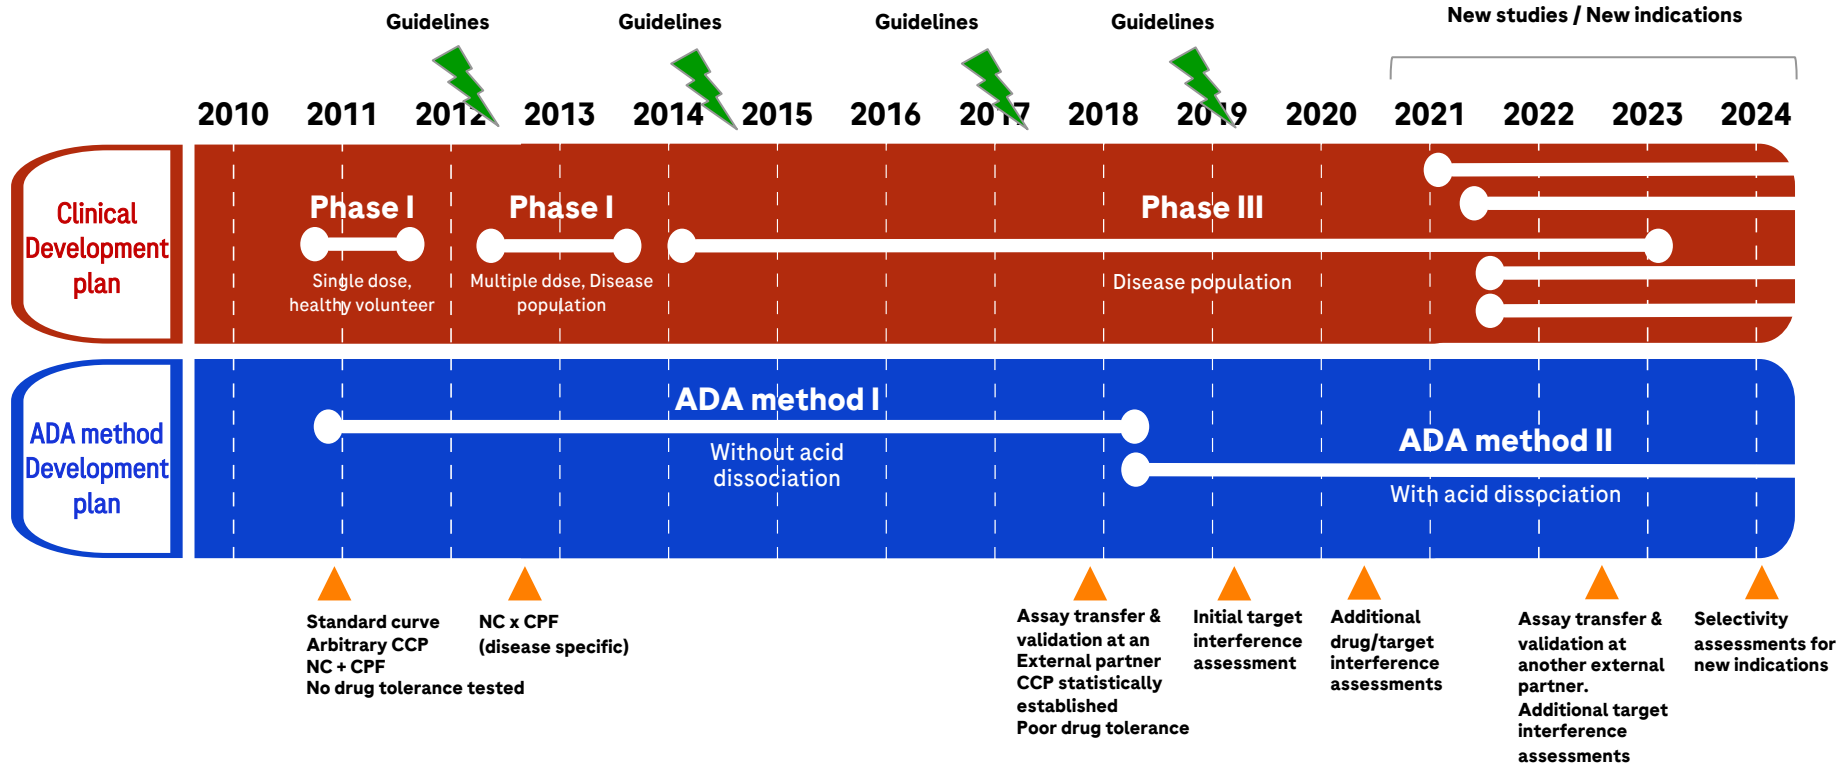 Guidelines
Guidelines
Guidelines
Guidelines
New studies / New indications
2010
2011
2012
2013
2014
2015
2016
2017
2018
2019
2020
2021
2022
2023
2024
Clinical
Development
plan
Phase I
Single dose,
healthy volunteer
Phase I
Multiple dose, Disease
population
Phase III
Disease population
ADA method
Development
plan
ADA method I
Without acid
dissociation
ADA method II
With acid dissociation
Standard curve
Arbitrary CCP
NC + CPF
No drug tolerance tested
NC x CPF
(disease specific)
Assay transfer &
validation at an
External partner
CCP statistically
established
Poor drug tolerance
Initial target
interference
assessment
Additional
drug/target
interference
assessments
Assay transfer &
validation at
another external
partner.
Additional target
interference
assessments
Selectivity
assessments for
new indications